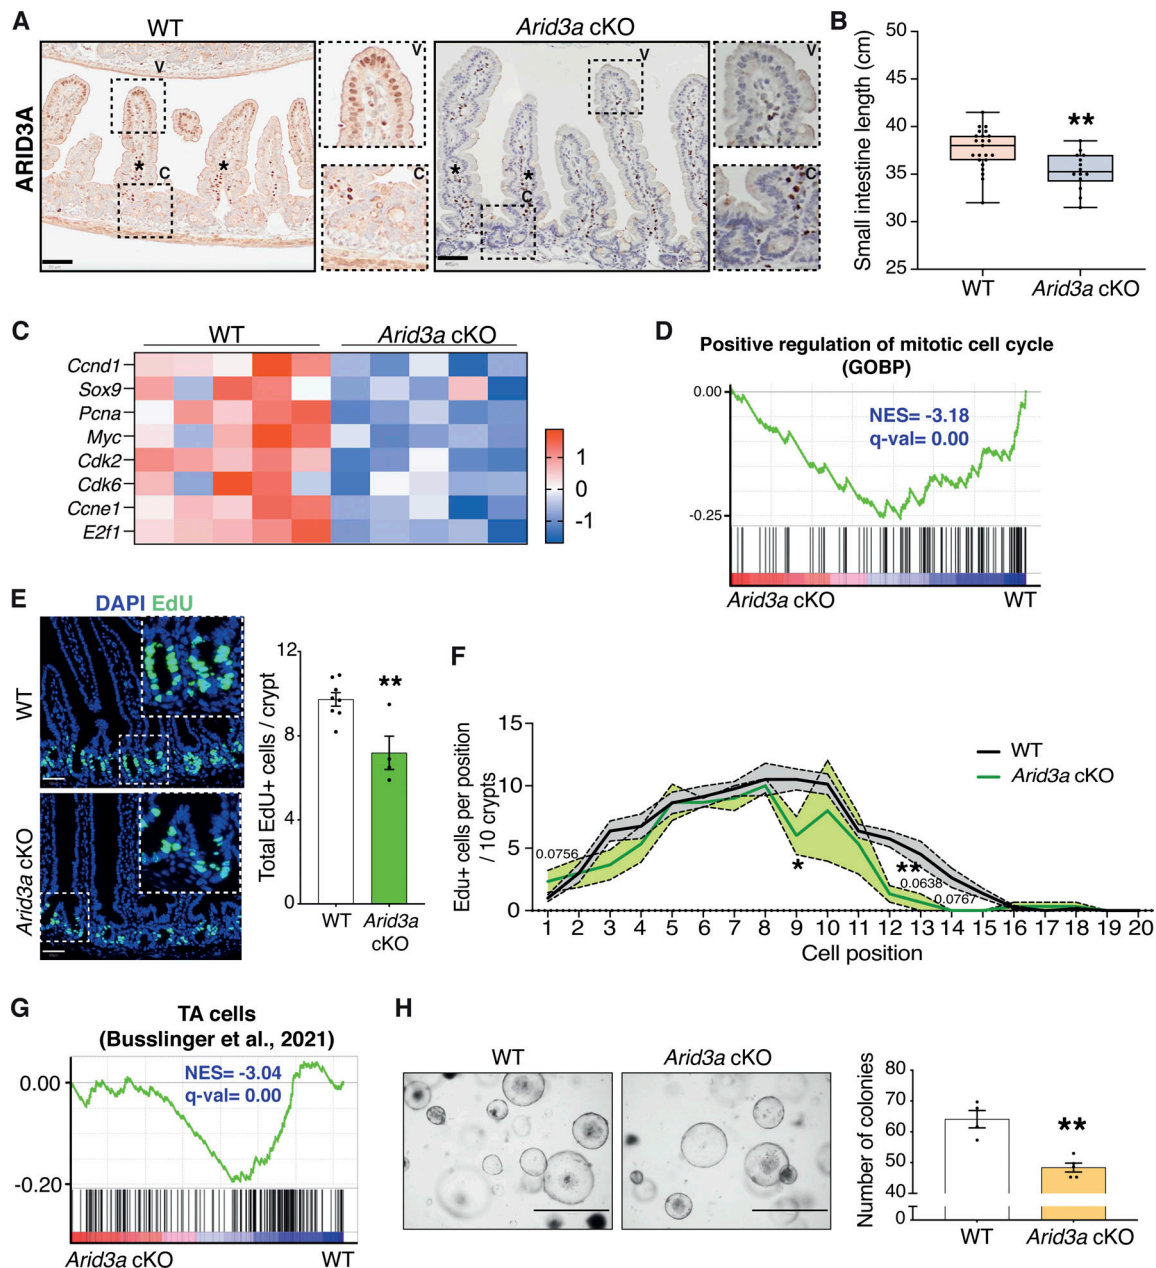 A
WT
Arid3a cKO
ARID3A
V
C
*
*
V
C
V
C
*
*
V
C
B
Small intestine length (cm)
50
45
40
35
30
25
**
WT
Arid3a cKO
C
WT
Arid3a cKO
Ccnd1
Sox9
Pcna
Myc
Cdk2
Cdk6
Ccne1
E2f1
1
0
-1
D
Positive regulation of mitotic cell cycle
(GOBP)
0.00
-0.25
NES= -3.18
q-val= 0.00
Arid3a cKO
WT
E
DAPI EdU
WT
Arid3a cKO
Total EdU+ cells / crypt
12
8
4
0
**
WT
Arid3a
cKO
F
Edu+ cells per position
/ 10 crypts
15
10
5
0
WT
Arid3a cKO
0.0756
*
**
0.0638
0.0767
1 2 3 4 5 6 7 8 9 10 11 12 13 14 15 16 17 18 19 20
Cell position
G
TA cells
(Busslinger et al., 2021)
0.00
-0.20
NES= -3.04
q-val= 0.00
Arid3a cKO
WT
H
WT
Arid3a cKO
Number of colonies
80
70
60
50
40
0
**
WT
Arid3a cKO